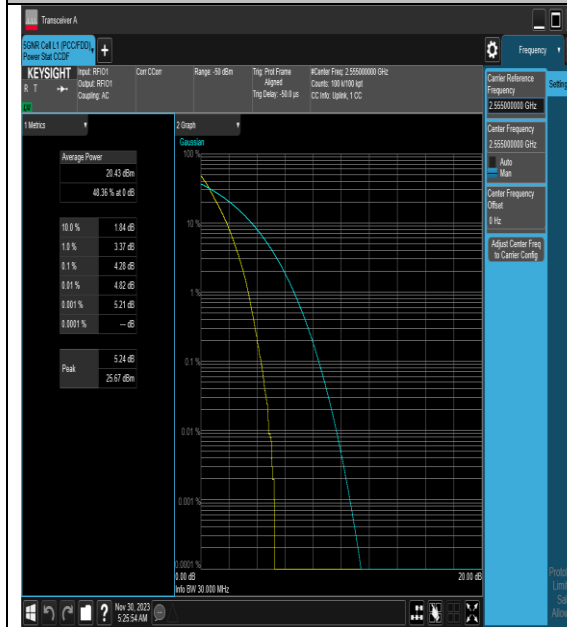 Transceiver A
5GNR Cell L1 (PCC/FDD)
Power Stat CCDF
+
Frequency
KEYSIGHT
R T
Input: RFIO1
Output: RFIO1
Coupling: AC
Corr CCorr
Range: -50 dBm
Trig: Prot Frame
Aligned
Trig Delay: -50.0 µs
#Center Freq: 2.555000000 GHz
Counts: 100 k/100 kpt
CC Info: Uplink, 1 CC
Carrier Reference
Frequency
2.555000000 GHz
Center Frequency
2.555000000 GHz
Auto
Man
Center Frequency
Offset
0 Hz
Adjust Center Freq
to Carrier Config
1 Metrics
Average Power
20.43 dBm
48.36 % at 0 dB
10.0 % 1.84 dB
1.0 % 3.37 dB
0.1 % 4.28 dB
0.01 % 4.82 dB
0.001 % 5.21 dB
0.0001 % --- dB
Peak 5.24 dB
25.67 dBm
2 Graph
Gaussian
100 %
10 %
1 %
0.1 %
0.01 %
0.001 %
0.0001 %
0.00 dB
20.00 dB
Info BW 30.000 MHz
?
Nov 30, 2023
5:25:54 AM